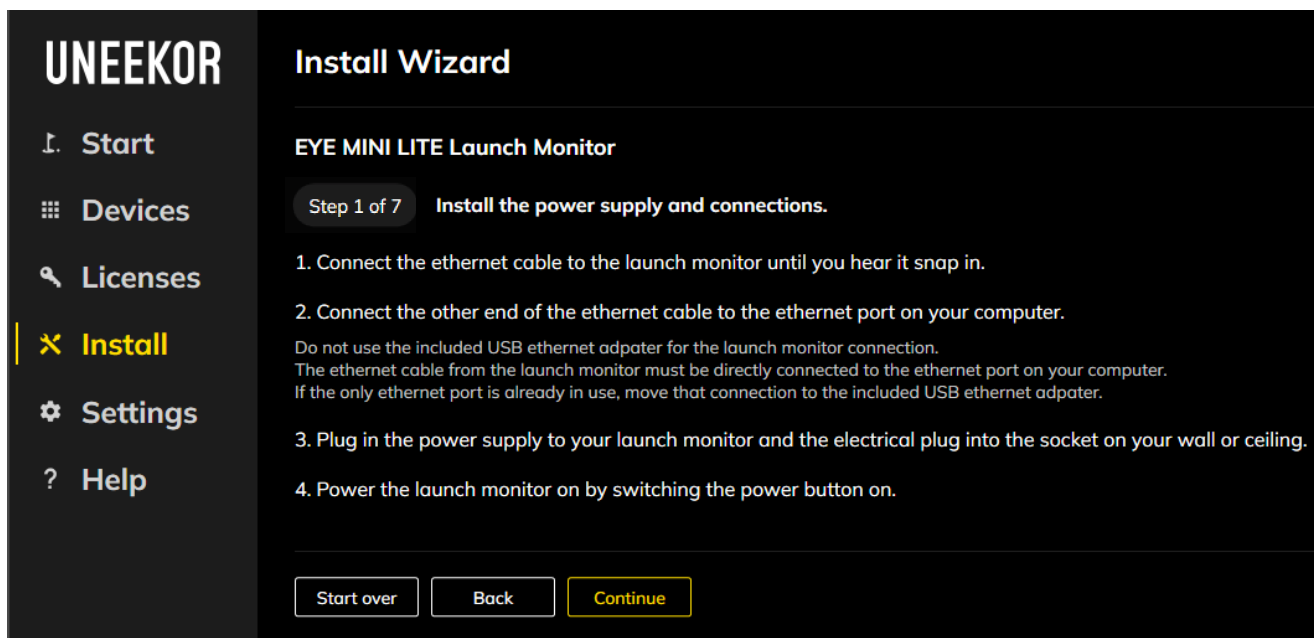 UNEEKOR
Start
Devices
Licenses
Install
Settings
? Help
Install Wizard
EYE MINI LITE Launch Monitor
Step 1 of 7 Install the power supply and connections.
1. Connect the ethernet cable to the launch monitor until you hear it snap in.
2. Connect the other end of the ethernet cable to the ethernet port on your computer.
Do not use the included USB ethernet adpater for the launch monitor connection.
The ethernet cable from the launch monitor must be directly connected to the ethernet port on your computer.
If the only ethernet port is already in use, move that connection to the included USB ethernet adpater.
3. Plug in the power supply to your launch monitor and the electrical plug into the socket on your wall or ceiling.
4. Power the launch monitor on by switching the power button on.
Start over Back Continue